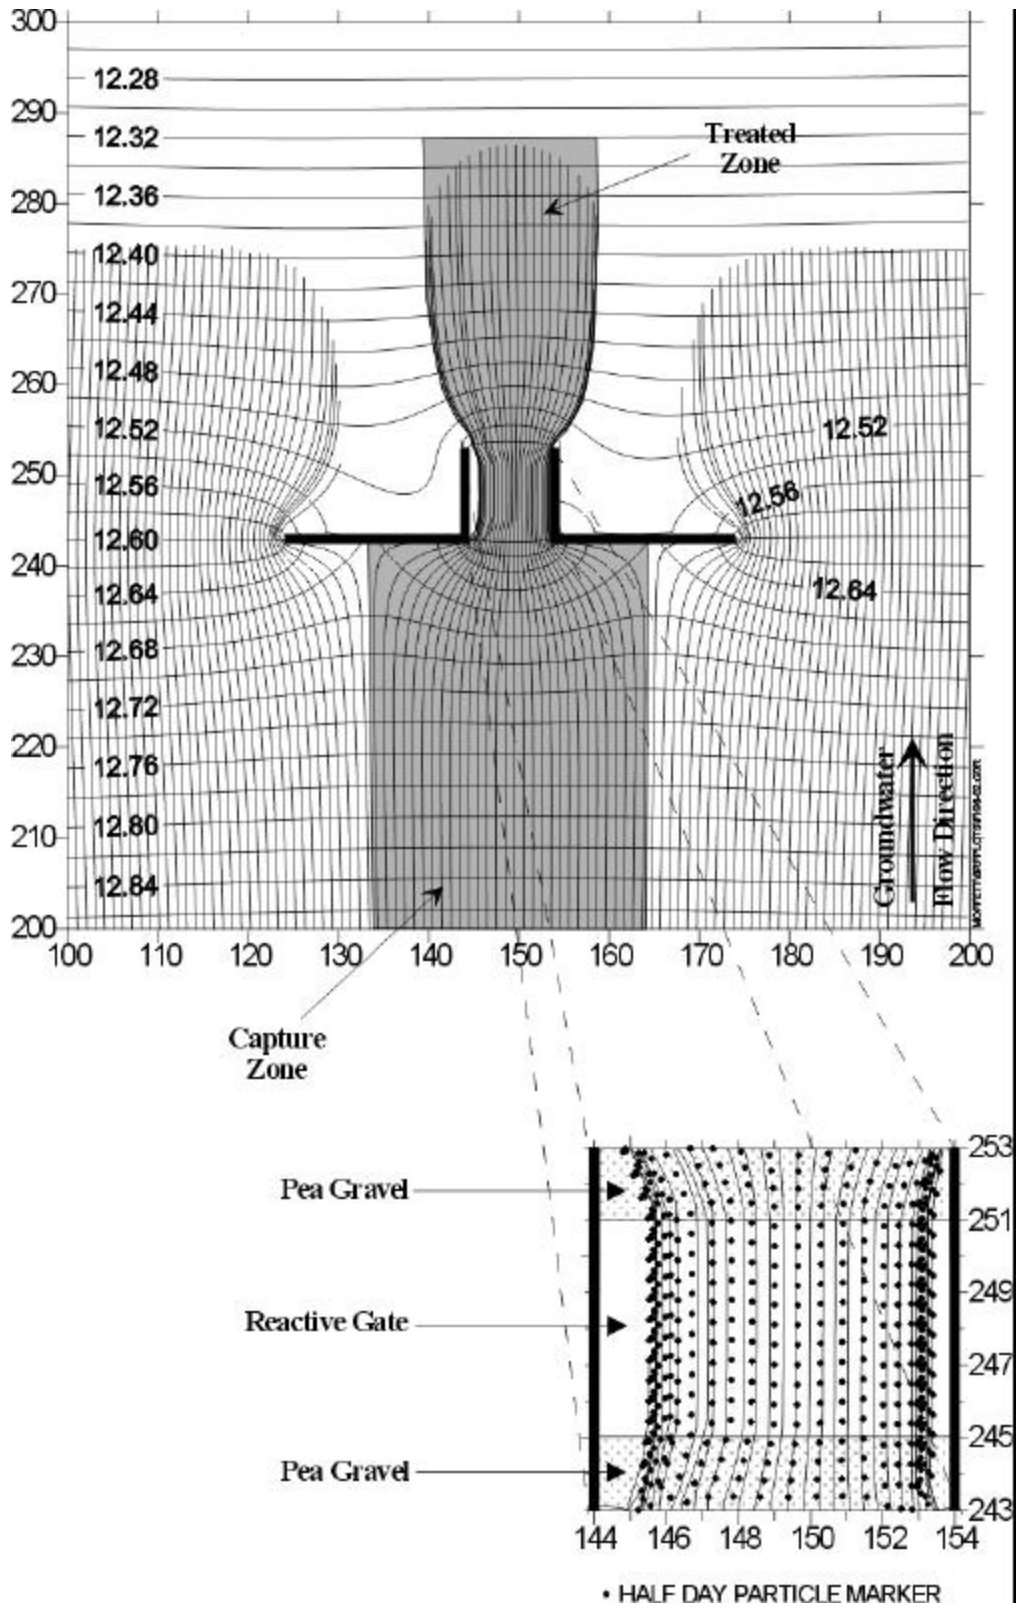 300
12.28
290
12.32
Treated
Zone
12.36
280
12.40
270
12.44
12.48
260
12.52
12.52
250
12.56
12.56
12.60
240
12.64
12.64
12.68
230
12.72
220
12.76
Groundwater
Flow Direction
12.80
210
12.84
200
100 110 120 130 140 150 160 170 180 190 200
Capture
Zone
253
Pea Gravel
251
249
Reactive Gate
247
245
Pea Gravel
243
144 146 148 150 152 154
• HALF DAY PARTICLE MARKER